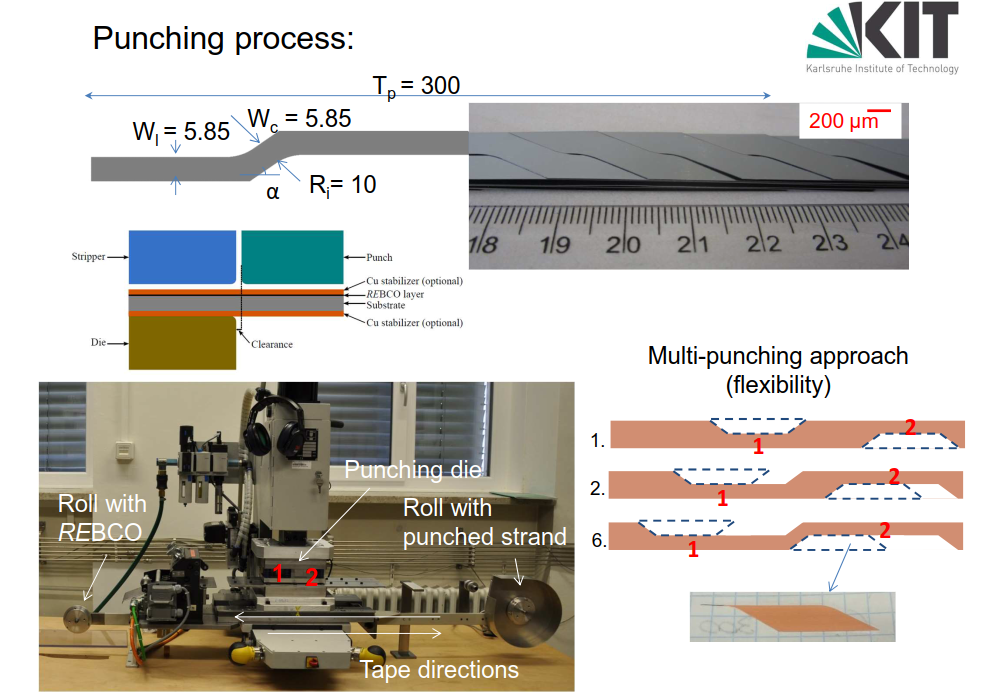 Punching process:
KIT
Karlsruhe Institute of Technology
Tp = 300
Wl = 5.85
Wc = 5.85
Ri= 10
α
200 µm
18 19 20 21 22 23 24
Stripper
Punch
Cu stabilizer (optional)
REBCO layer
Substrate
Cu stabilizer (optional)
Die
Clearance
Multi-punching approach
(flexibility)
1.
1
2
2.
1
2
6.
1
2
Punching die
Roll with
REBCO
Roll with
punched strand
1 2
Tape directions